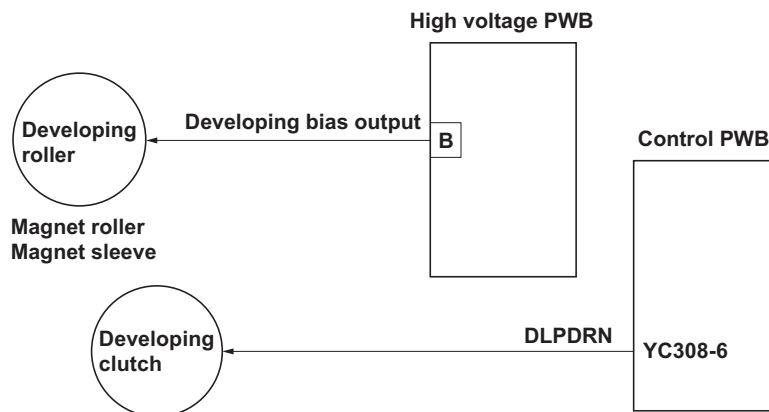 High voltage PWB
Developing
roller
Developing bias output
B
Control PWB
Magnet roller
Magnet sleeve
Developing
clutch
DLPDRN
YC308-6